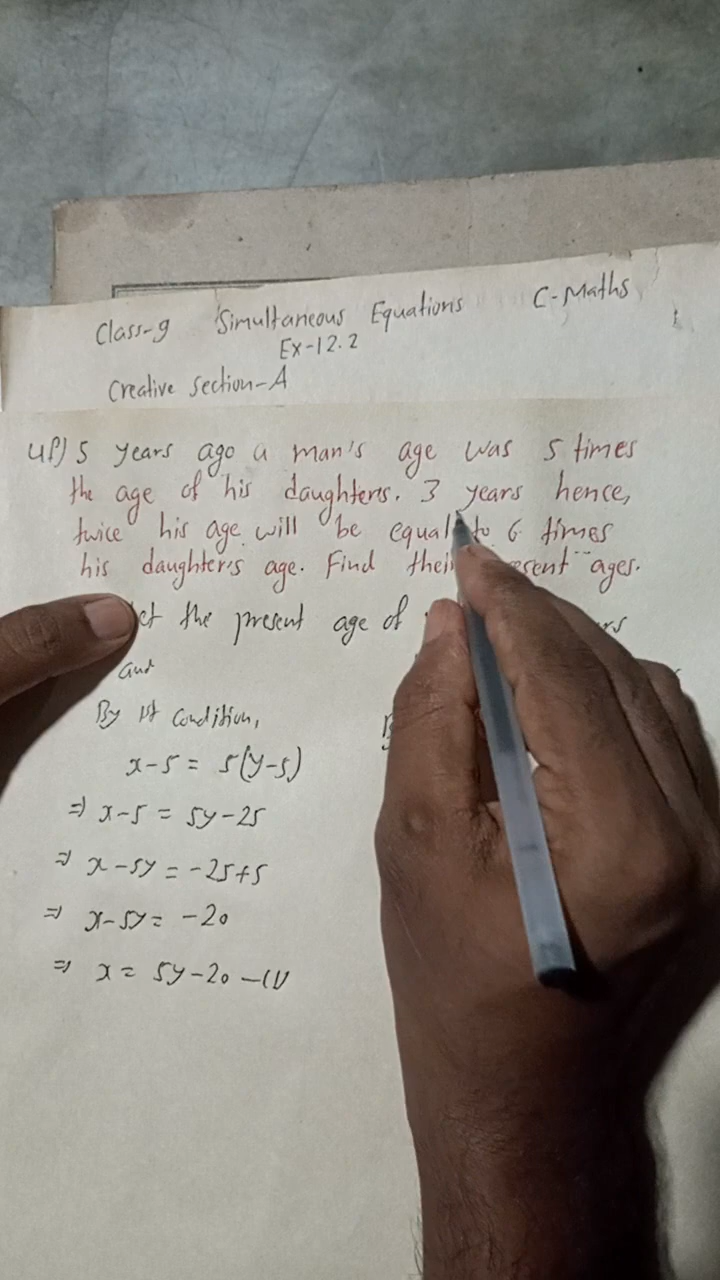 Class-9 Simultaneous Equations C-Maths
Ex-12.2
Creative Section-A
4f) 5 years ago a man's age was 5 times
the age of his daughters. 3 years hence,
twice his age will be equal to 6 times
his daughter's age. Find ages.
the present age of
and
By 1st Condition,
x-5 = 5(y-5)
⇒ x-5 = 5y-25
⇒ x-5y = -25+5
⇒ x-5y = -20
⇒ x = 5y-20 -(1)